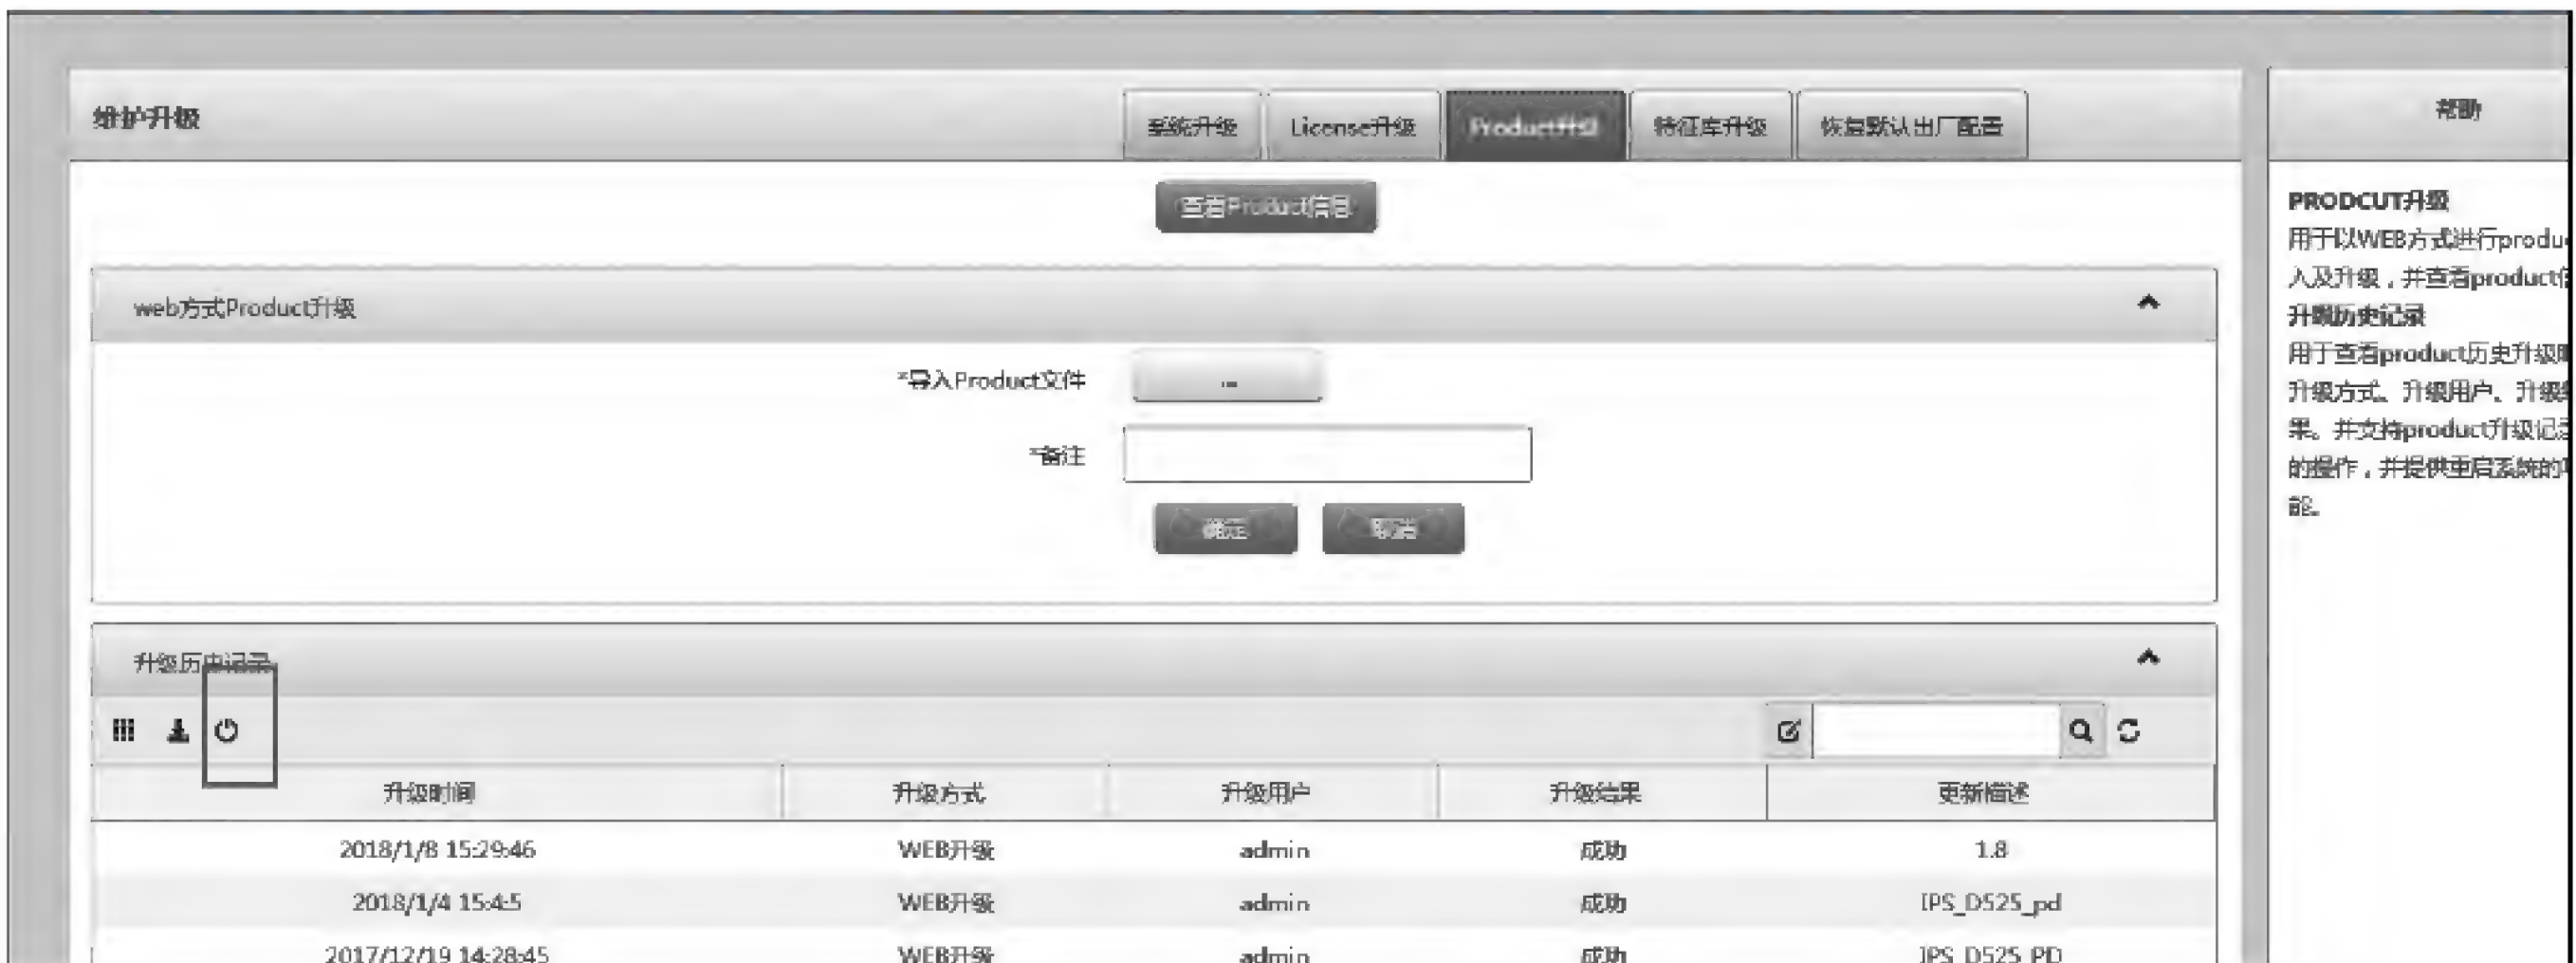 维护升级
系统升级 License升级 Product升级 特征库升级 恢复默认出厂配置
帮助
查看Product信息
web方式Product升级
*导入Product文件 ...
*备注
确定 取消
升级历史记录
升级时间 升级方式 升级用户 升级结果 更新描述
2018/1/8 15:29:46 WEB升级 admin 成功 1.8
2018/1/4 15:4:5 WEB升级 admin 成功 IPS_D525_pd
2017/12/19 14:28:45 WEB升级 admin 成功 IPS_D525_PD
PRODCUT升级
用于以WEB方式进行produ
入及升级，并查看product
升级历史记录
用于查看product历史升级
升级方式、升级用户、升级
果。并支持product升级记
的操作，并提供重启系统的
能。